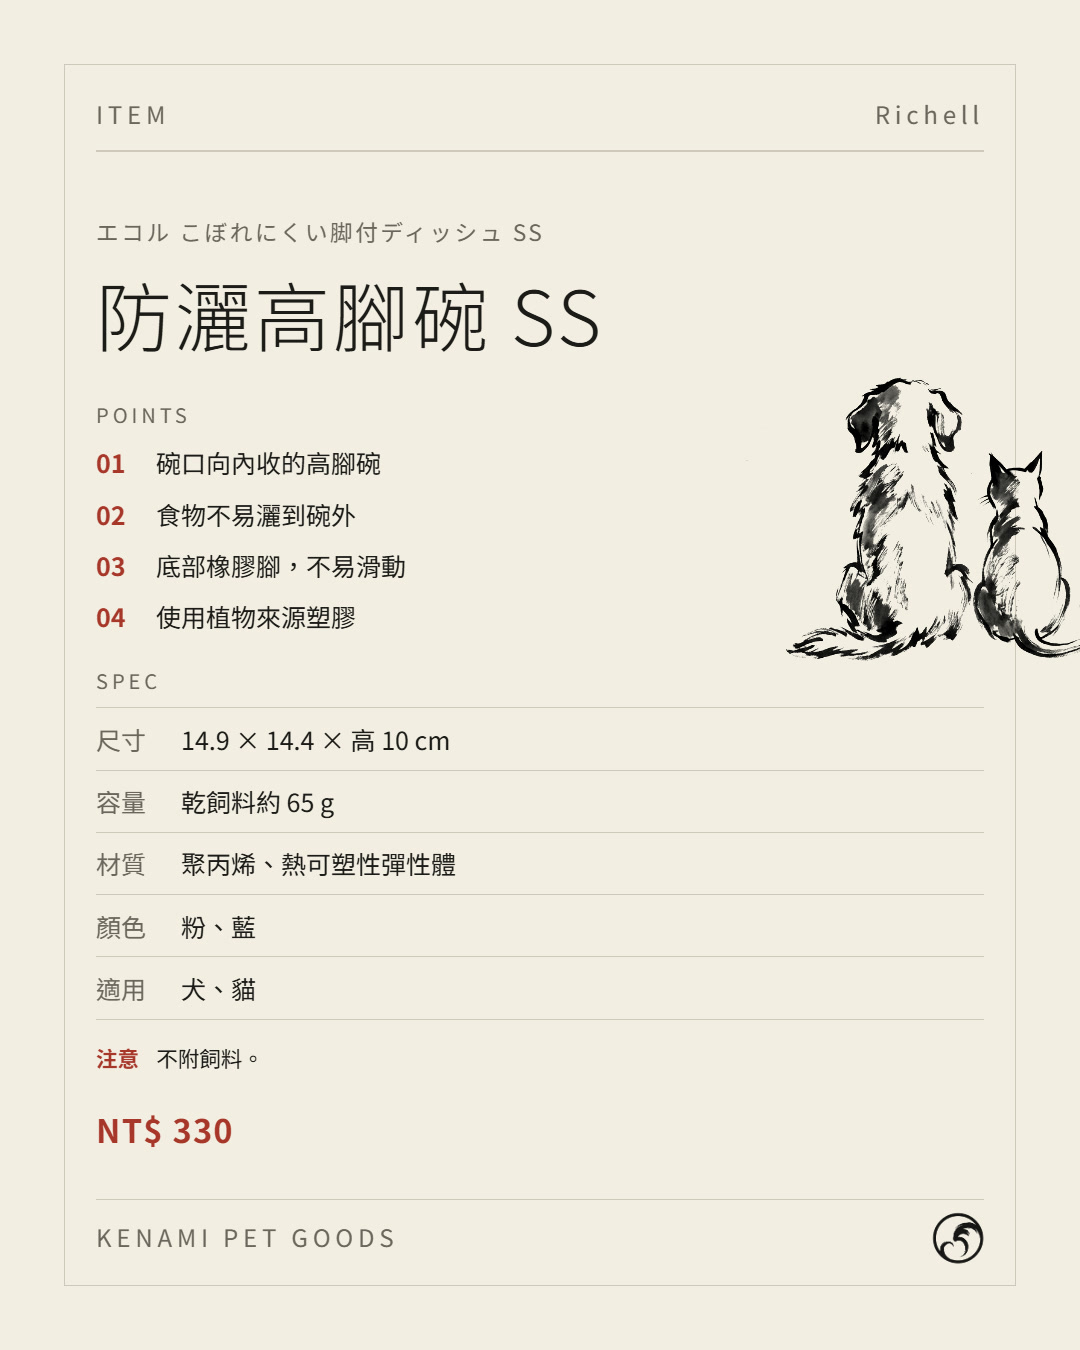 ITEM
Richell
エコル こぼれにくい脚付ディッシュ SS
防灑高腳碗 SS
POINTS
01 碗口向內收的高腳碗
02 食物不易灑到碗外
03 底部橡膠腳，不易滑動
04 使用植物來源塑膠
SPEC
尺寸 14.9 × 14.4 × 高 10 cm
容量 乾飼料約 65 g
材質 聚丙烯、熱可塑性彈性體
顏色 粉、藍
適用 犬、貓
注意 不附飼料。
NT$ 330
KENAMI PET GOODS